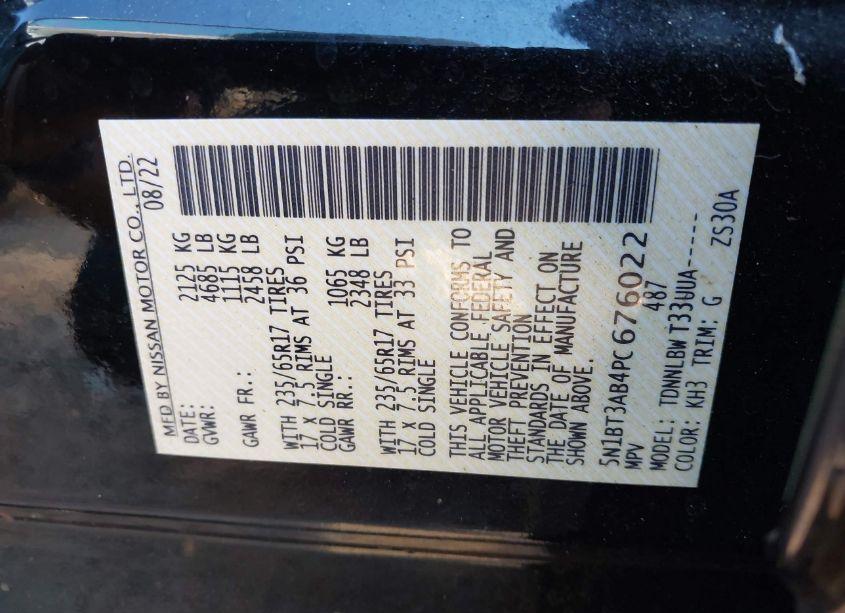 MFD BY NISSAN MOTOR CO., LTD.
DATE: 08/22
GVWR: 2125 KG
4685 LB
GAWR FR.: 1115 KG
2458 LB
WITH 235/65R17 TIRES
17 X 7.5 RIMS AT 36 PSI
COLD SINGLE
GAWR RR.: 1065 KG
2348 LB
WITH 235/65R17 TIRES
17 X 7.5 RIMS AT 33 PSI
COLD SINGLE
THIS VEHICLE CONFORMS TO
ALL APPLICABLE FEDERAL
MOTOR VEHICLE SAFETY AND
THEFT PREVENTION
STANDARDS IN EFFECT ON
THE DATE OF MANUFACTURE
SHOWN ABOVE.
5N1BT3AB4PC676022
MPV 487
MODEL: TDNNLBWT33UUA-----
COLOR: KH3 TRIM: G ZS30A